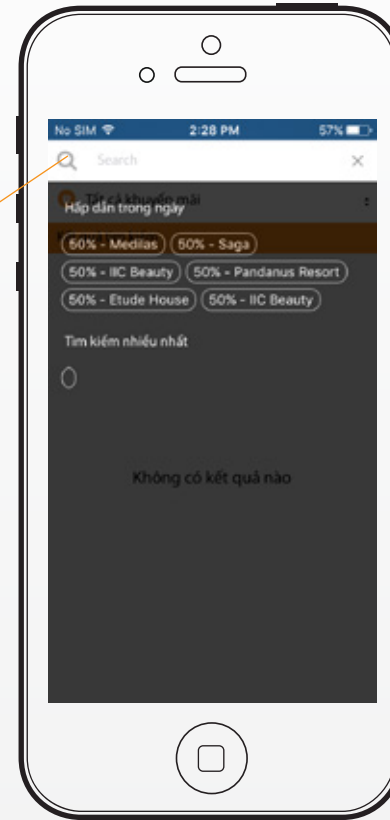 No SIM 2:28 PM 57%
Search
Tất cả khuyến mãi
Hấp dẫn trong ngày
50% - Medilas 50% - Saga
50% - IIC Beauty 50% - Pandanus Resort
50% - Etude House 50% - IIC Beauty
Tìm kiếm nhiều nhất
Không có kết quả nào